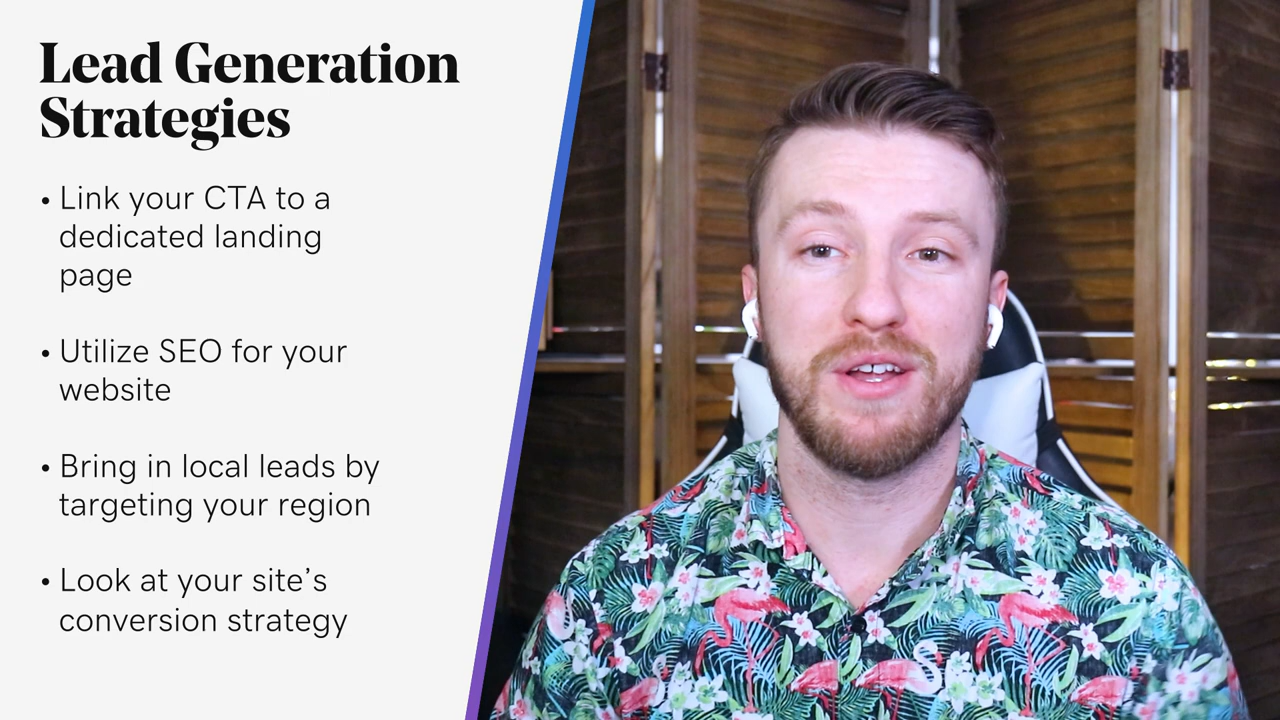 Lead Generation
Strategies
• Link your CTA to a
dedicated landing
page
• Utilize SEO for your
website
• Bring in local leads by
targeting your region
• Look at your site’s
conversion strategy